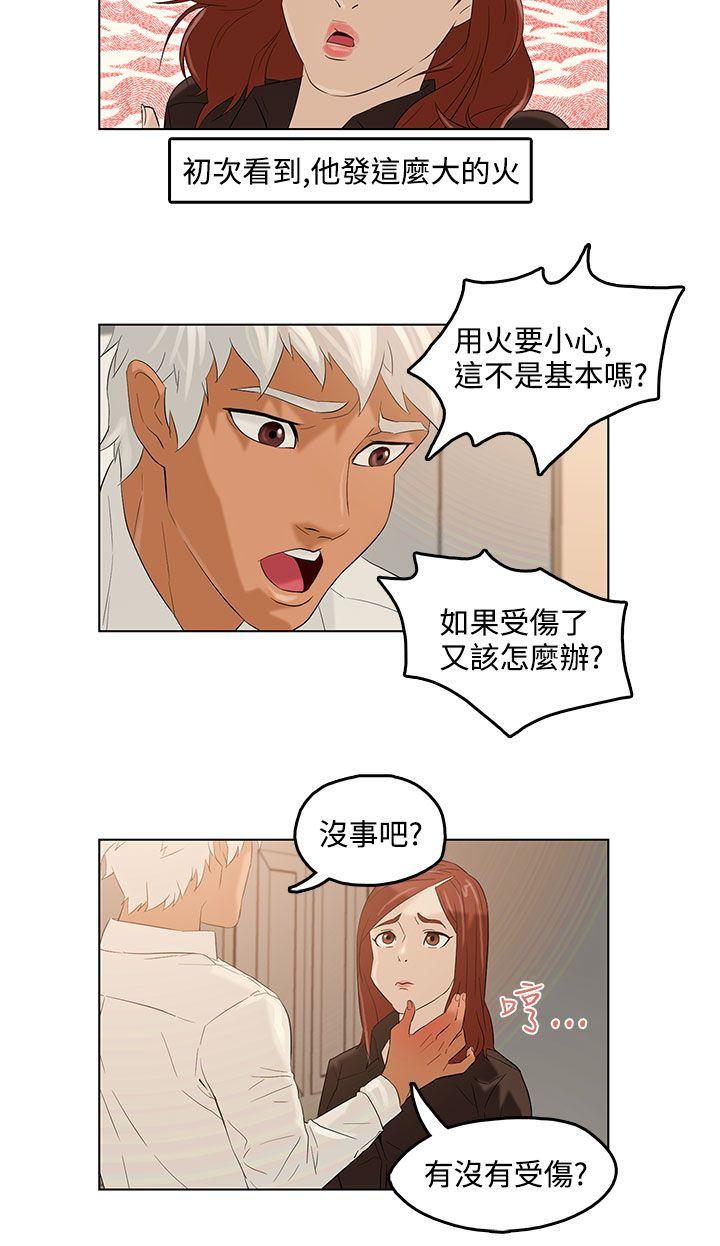 初次看到,他發這麼大的火
用火要小心,
這不是基本嗎?
如果受傷了
又該怎麼辦?
沒事吧?
哼...
有沒有受傷?